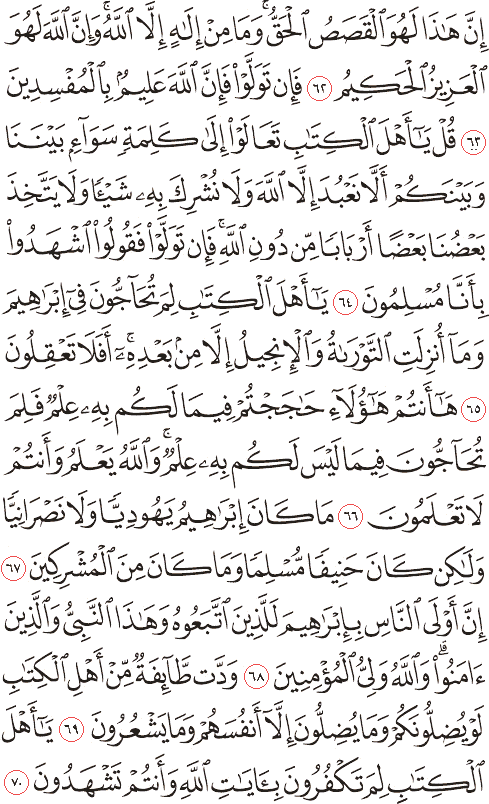 إِنَّ هَٰذَا لَهُوَ ٱلْقَصَصُ ٱلْحَقُّ ۚ وَمَا مِنْ إِلَٰهٍ إِلَّا ٱللَّهُ ۚ وَإِنَّ ٱللَّهَ لَهُوَ
ٱلْعَزِيزُ ٱلْحَكِيمُ ٦٢ فَإِن تَوَلَّوْا۟ فَإِنَّ ٱللَّهَ عَلِيمٌۢ بِٱلْمُفْسِدِينَ
٦٣ قُلْ يَٰٓأَهْلَ ٱلْكِتَٰبِ تَعَالَوْا۟ إِلَىٰ كَلِمَةٍ سَوَآءٍۭ بَيْنَنَا
وَبَيْنَكُمْ أَلَّا نَعْبُدَ إِلَّا ٱللَّهَ وَلَا نُشْرِكَ بِهِۦ شَيْـًٔا وَلَا يَتَّخِذَ
بَعْضُنَا بَعْضًا أَرْبَابًا مِّن دُونِ ٱللَّهِ ۚ فَإِن تَوَلَّوْا۟ فَقُولُوا۟ ٱشْهَدُوا۟
بِأَنَّا مُسْلِمُونَ ٦٤ يَٰٓأَهْلَ ٱلْكِتَٰبِ لِمَ تُحَآجُّونَ فِىٓ إِبْرَٰهِيمَ
وَمَآ أُنزِلَتِ ٱلتَّوْرَىٰةُ وَٱلْإِنجِيلُ إِلَّا مِنۢ بَعْدِهِۦٓ ۚ أَفَلَا تَعْقِلُونَ
٦٥ هَٰٓأَنتُمْ هَٰٓؤُلَآءِ حَٰجَجْتُمْ فِيمَا لَكُم بِهِۦ عِلْمٌ فَلِمَ
تُحَآجُّونَ فِيمَا لَيْسَ لَكُم بِهِۦ عِلْمٌ ۚ وَٱللَّهُ يَعْلَمُ وَأَنتُمْ
لَا تَعْلَمُونَ ٦٦ مَا كَانَ إِبْرَٰهِيمُ يَهُودِيًّا وَلَا نَصْرَانِيًّا
وَلَٰكِن كَانَ حَنِيفًا مُّسْلِمًا وَمَا كَانَ مِنَ ٱلْمُشْرِكِينَ ٦٧
إِنَّ أَوْلَى ٱلنَّاسِ بِإِبْرَٰهِيمَ لَلَّذِينَ ٱتَّبَعُوهُ وَهَٰذَا ٱلنَّبِىُّ وَٱلَّذِينَ
ءَامَنُوا۟ ۗ وَٱللَّهُ وَلِىُّ ٱلْمُؤْمِنِينَ ٦٨ وَدَّت طَّآئِفَةٌ مِّنْ أَهْلِ ٱلْكِتَٰبِ
لَوْ يُضِلُّونَكُمْ وَمَا يُضِلُّونَ إِلَّآ أَنفُسَهُمْ وَمَا يَشْعُرُونَ ٦٩ يَٰٓأَهْلَ
ٱلْكِتَٰبِ لِمَ تَكْفُرُونَ بِـَٔايَٰتِ ٱللَّهِ وَأَنتُمْ تَشْهَدُونَ ٧٠